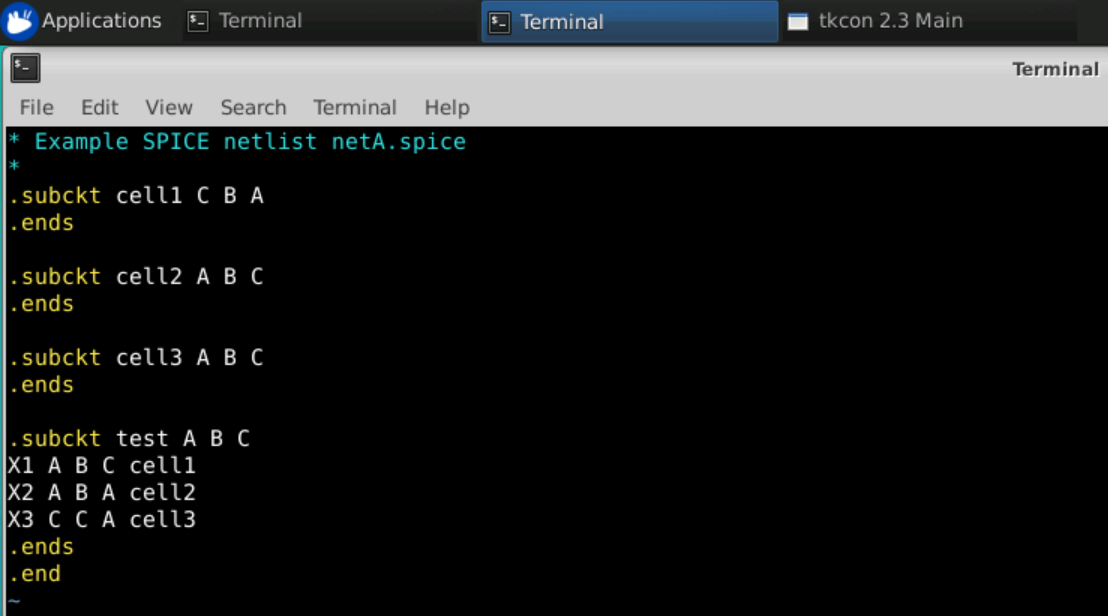 Applications Terminal Terminal tkcon 2.3 Main
Terminal
File Edit View Search Terminal Help
* Example SPICE netlist netA.spice
*
.subckt cell1 C B A
.ends
.subckt cell2 A B C
.ends
.subckt cell3 A B C
.ends
.subckt test A B C
X1 A B C cell1
X2 A B A cell2
X3 C C A cell3
.ends
.end
~